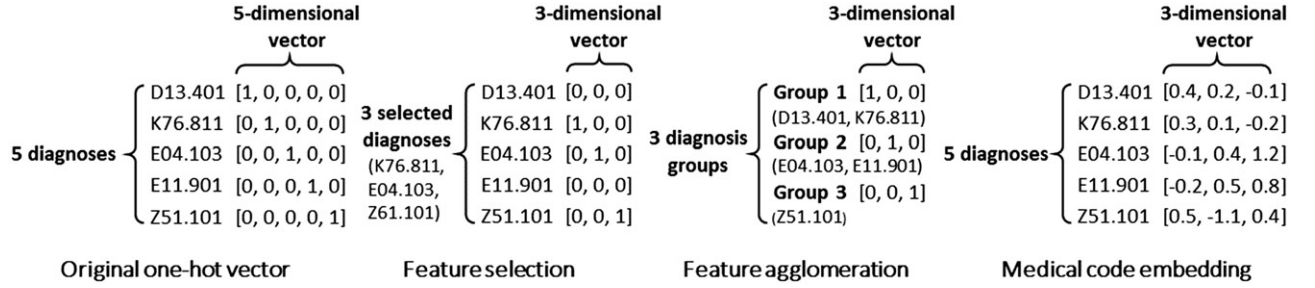 5-dimensional
vector
5 diagnoses
D13.401 [1, 0, 0, 0, 0]
K76.811 [0, 1, 0, 0, 0]
E04.103 [0, 0, 1, 0, 0]
E11.901 [0, 0, 0, 1, 0]
Z51.101 [0, 0, 0, 0, 1]
Original one-hot vector
3-dimensional
vector
3 selected
diagnoses
(K76.811,
E04.103,
Z61.101)
D13.401 [0, 0, 0]
K76.811 [1, 0, 0]
E04.103 [0, 1, 0]
E11.901 [0, 0, 0]
Z51.101 [0, 0, 1]
Feature selection
3-dimensional
vector
3 diagnosis
groups
Group 1 [1, 0, 0]
(D13.401, K76.811)
Group 2 [0, 1, 0]
(E04.103, E11.901)
Group 3 [0, 0, 1]
(Z51.101)
Feature agglomeration
3-dimensional
vector
5 diagnoses
D13.401 [0.4, 0.2, -0.1]
K76.811 [0.3, 0.1, -0.2]
E04.103 [-0.1, 0.4, 1.2]
E11.901 [-0.2, 0.5, 0.8]
Z51.101 [0.5, -1.1, 0.4]
Medical code embedding